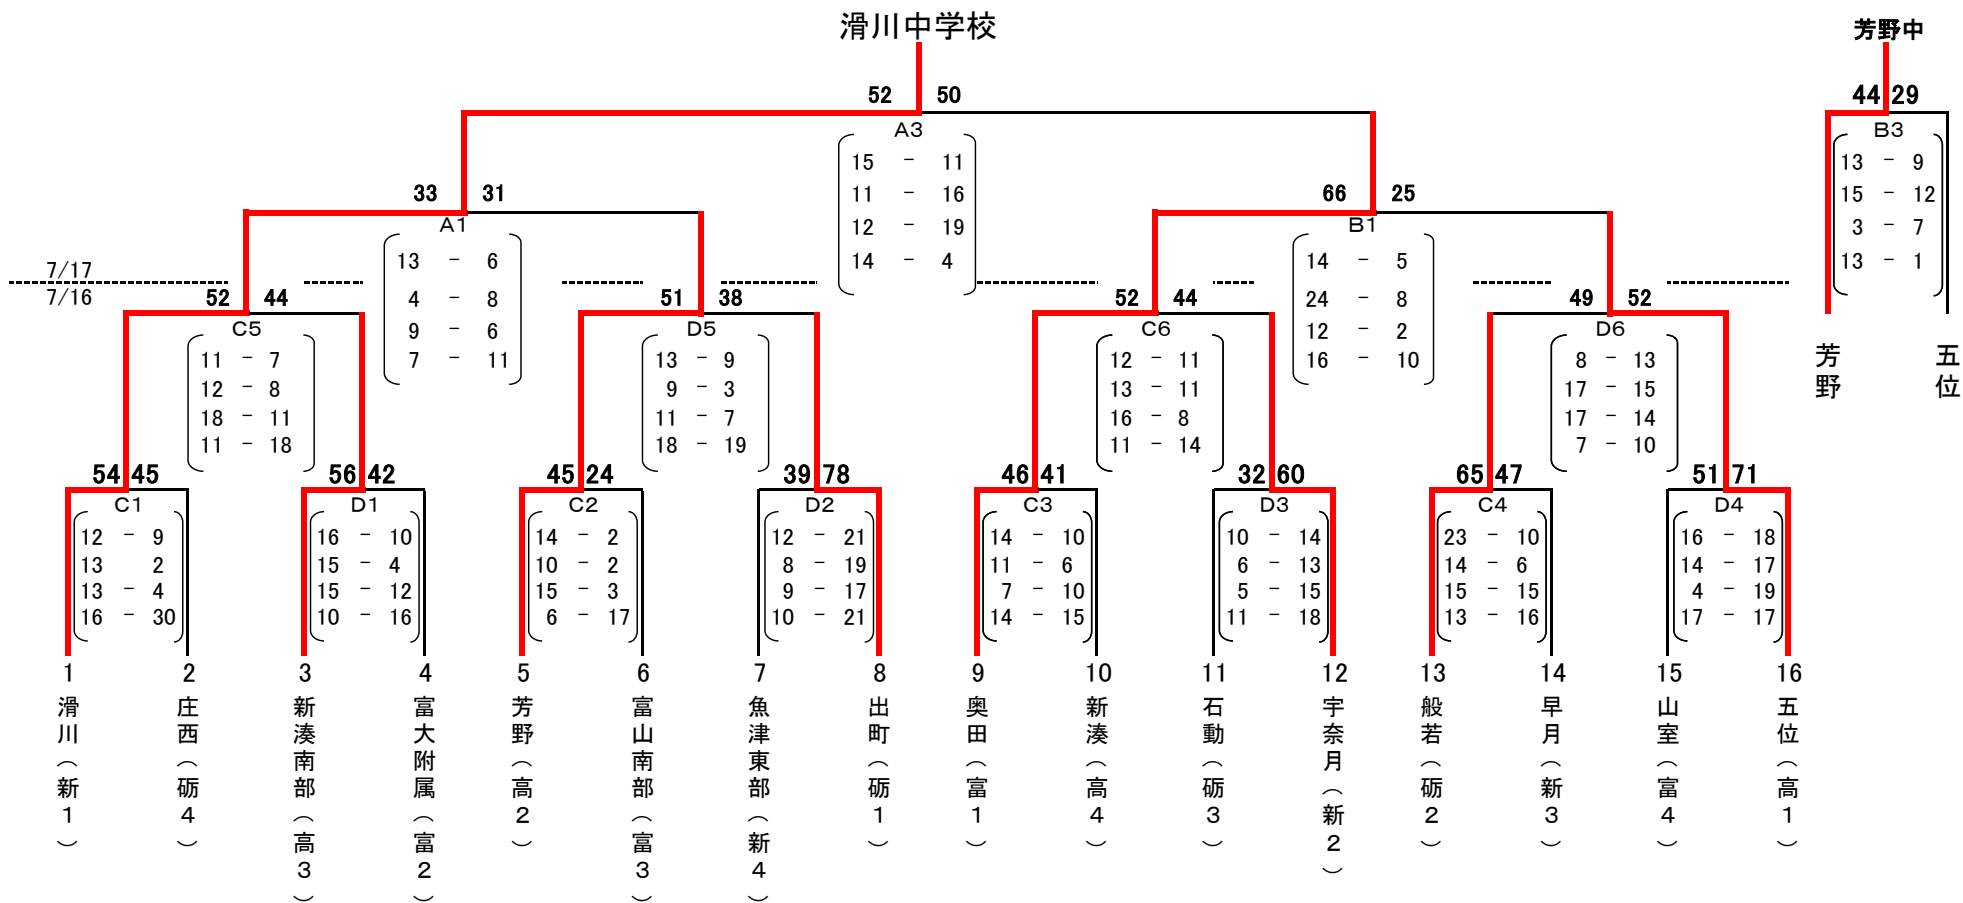 滑川中学校
芳野中
52 50
A3
15 - 11
11 - 16
12 - 19
14 - 4
44 29
B3
13 - 9
15 - 12
3 - 7
13 - 1
芳野
五位
33 31
A1
13 - 6
4 - 8
9 - 6
7 - 11
66 25
B1
14 - 5
24 - 8
12 - 2
16 - 10
7/17
7/16
52 44
C5
11 - 7
12 - 8
18 - 11
11 - 18
51 38
D5
13 - 9
9 - 3
11 - 7
18 - 19
52 44
C6
12 - 11
13 - 11
16 - 8
11 - 14
49 52
D6
8 - 13
17 - 15
17 - 14
7 - 10
54 45
C1
12 - 9
13 2
13 - 4
16 - 30
56 42
D1
16 - 10
15 - 4
15 - 12
10 - 16
45 24
C2
14 - 2
10 - 2
15 - 3
6 - 17
39 78
D2
12 - 21
8 - 19
9 - 17
10 - 21
46 41
C3
14 - 10
11 - 6
7 - 10
14 - 15
32 60
D3
10 - 14
6 - 13
5 - 15
11 - 18
65 47
C4
23 - 10
14 - 6
15 - 15
13 - 16
51 71
D4
16 - 18
14 - 17
4 - 19
17 - 17
1 2 3 4 5 6 7 8 9 10 11 12 13 14 15 16
滑川(新1)
庄西(砺4)
新湊南部(高3)
富大附属(富2)
芳野(高2)
富山南部(富3)
魚津東部(新4)
出町(砺1)
奥田(富1)
新湊(高4)
石動(砺3)
宇奈月(新2)
般若(砺2)
早月(新3)
山室(富4)
五位(高1)